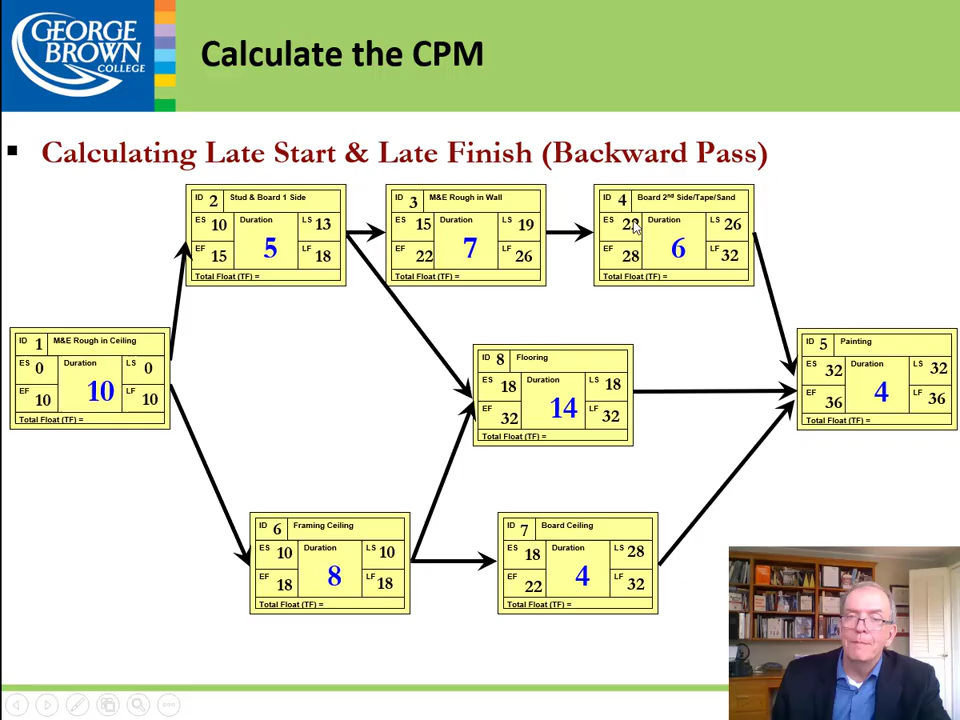 GEORGE
BROWN
COLLEGE
Calculate the CPM
Calculating Late Start & Late Finish (Backward Pass)
ID 2 Stud & Board 1 Side
ES 10 Duration LS 13
5
EF 15 LF 18
Total Float (TF) =
ID 3 M&E Rough in Wall
ES 15 Duration LS 19
7
EF 22 LF 26
Total Float (TF) =
ID 4 Board 2nd Side/Tape/Sand
ES Duration LS 26
6
EF 28 LF 32
Total Float (TF) =
ID 1 M&E Rough in Ceiling
ES 0 Duration LS 0
10
EF 10 LF 10
Total Float (TF) =
ID 8 Flooring
ES 18 Duration LS 18
14
EF 32 LF 32
Total Float (TF) =
ID 5 Painting
ES 32 Duration LS 32
4
EF 36 LF 36
Total Float (TF) =
ID 6 Framing Ceiling
ES 10 Duration LS 10
8
EF 18 LF 18
Total Float (TF) =
ID 7 Board Ceiling
ES 18 Duration LS 28
4
EF 22 LF 32
Total Float (TF) =